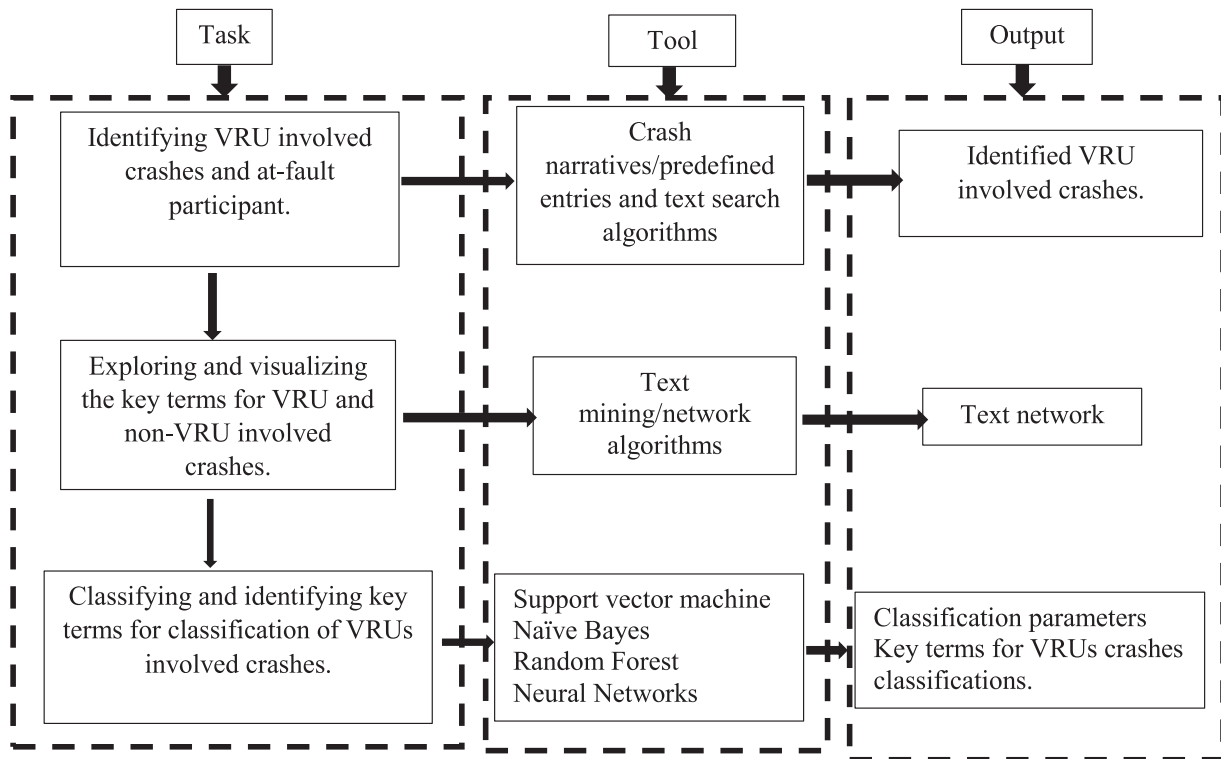 Task
Tool
Output
Identifying VRU involved
crashes and at-fault
participant.
Crash
narratives/predefined
entries and text search
algorithms
Identified VRU
involved crashes.
Exploring and visualizing
the key terms for VRU and
non-VRU involved
crashes.
Text
mining/network
algorithms
Text network
Classifying and identifying key
terms for classification of VRUs
involved crashes.
Support vector machine
Naïve Bayes
Random Forest
Neural Networks
Classification parameters
Key terms for VRUs crashes
classifications.